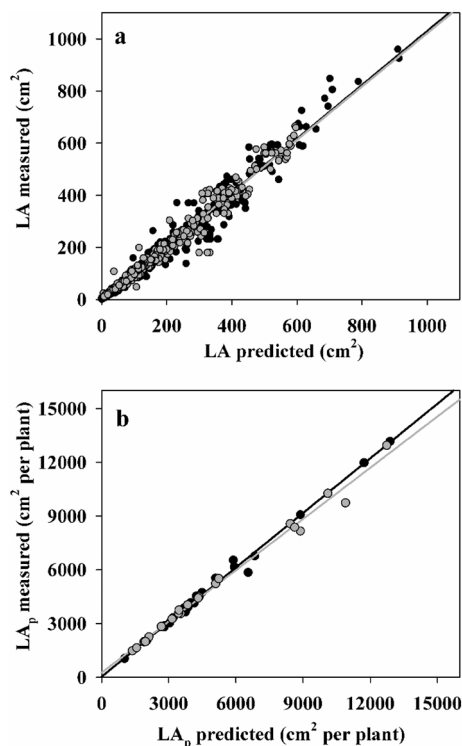 a
LA measured (cm²)
1000
800
600
400
200
0
0 200 400 600 800 1000
LA predicted (cm²)
b
LAₚ measured (cm² per plant)
15000
12000
9000
6000
3000
0
0 3000 6000 9000 12000 15000
LAₚ predicted (cm² per plant)